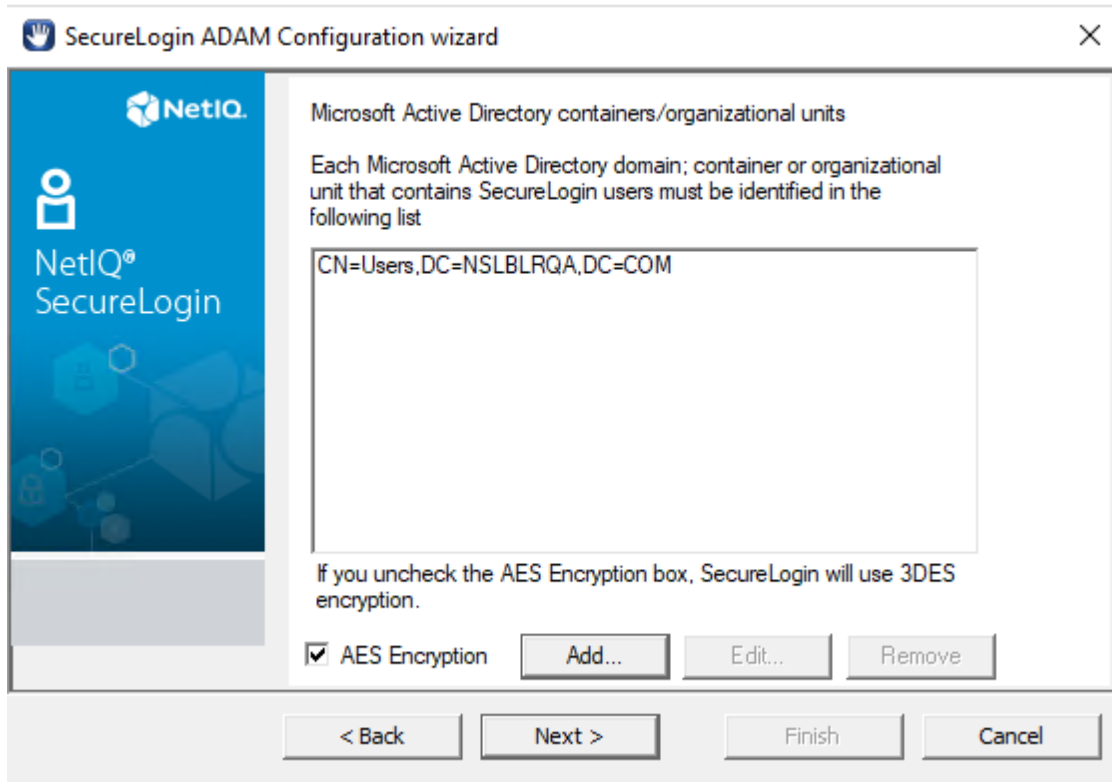 SecureLogin ADAM Configuration wizard
NetIQ.
NetIQ®
SecureLogin
Microsoft Active Directory containers/organizational units
Each Microsoft Active Directory domain; container or organizational
unit that contains SecureLogin users must be identified in the
following list
CN=Users,DC=NSLBLRQA,DC=COM
If you uncheck the AES Encryption box, SecureLogin will use 3DES
encryption.
AES Encryption
Add...
Edit...
Remove
< Back
Next >
Finish
Cancel